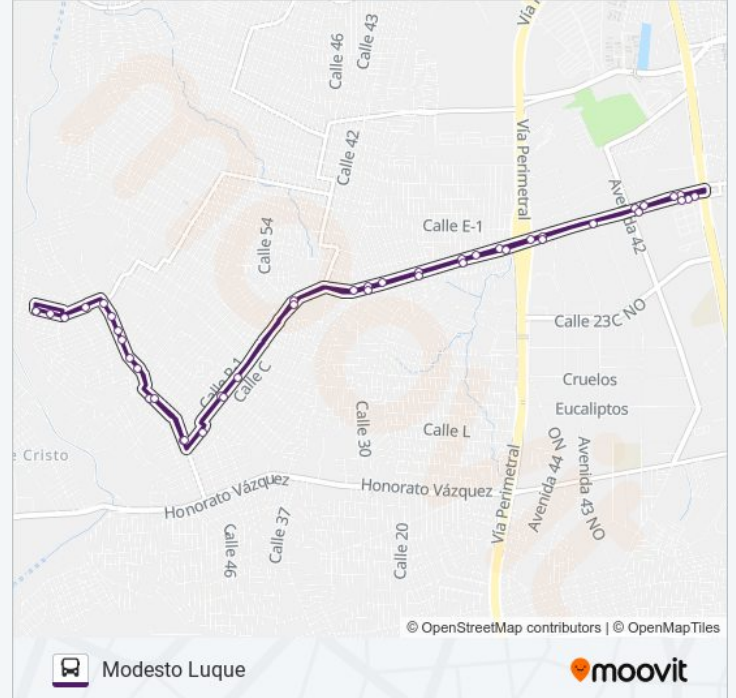 Vía
Calle 46
Calle 43
Calle 42
Vía Perimetral
Avenida 42
Calle E-1
Calle 54
Calle 23C NO
Calle C
Cruelos
Eucaliptos
Calle 30
Calle L
e Cristo
Honorato Vázquez
Honorato Vázquez
Vía Perimetral
Avenida 44 NO
Avenida 43 NO
Calle 37
Calle 46
Calle 20
moovit
© OpenStreetMap contributors | © OpenMapTiles
Modesto Luque
moovit